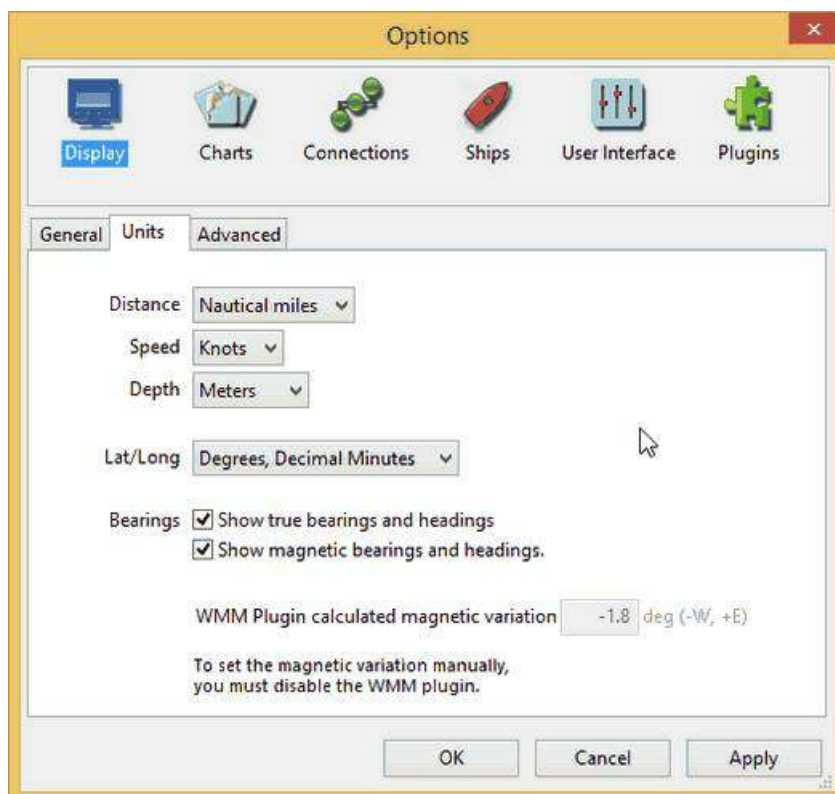 Options
Display Charts Connections Ships User Interface Plugins
General Units Advanced
Distance Nautical miles
Speed Knots
Depth Meters
Lat/Long Degrees, Decimal Minutes
Bearings Show true bearings and headings
Show magnetic bearings and headings.
WMM Plugin calculated magnetic variation -1.8 deg (-W, +E)
To set the magnetic variation manually,
you must disable the WMM plugin.
OK Cancel Apply